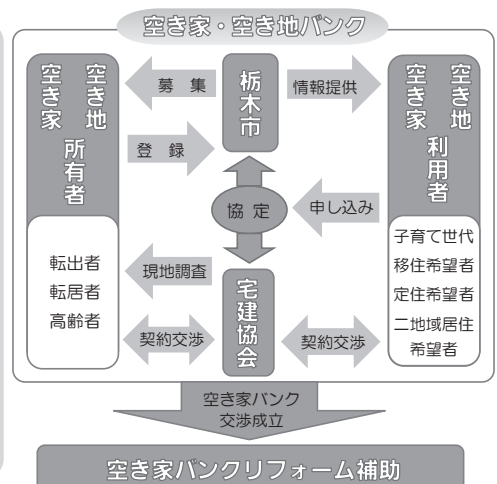 空き家・空き地バンク
空き家 空き地 所有者
転出者
転居者
高齢者
募 集
登 録
現地調査
契約交渉
栃木市
協 定
宅建協会
情報提供
申し込み
契約交渉
空き家 空き地 利用者
子育て世代
移住希望者
定住希望者
二地域居住
希望者
空き家バンク
交渉成立
空き家バンクリフォーム補助